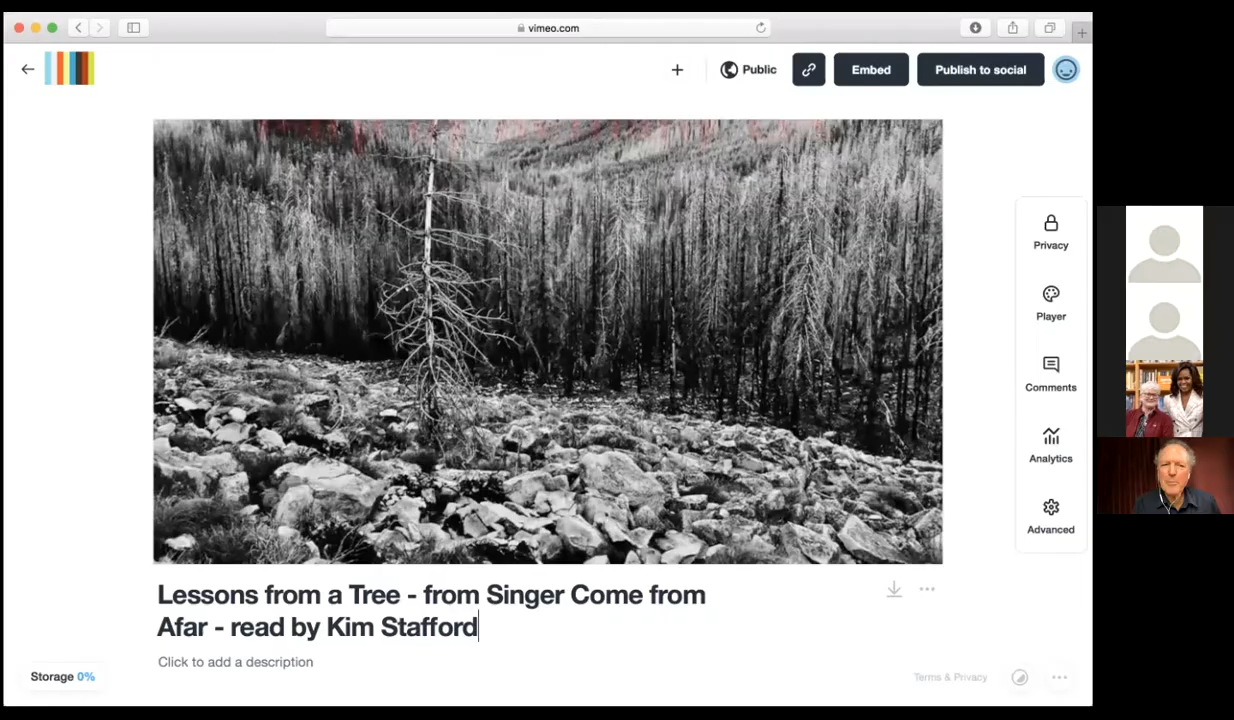 vimeo.com
Public
Embed
Publish to social
Privacy
Player
Comments
Analytics
Advanced
Lessons from a Tree - from Singer Come from
Afar - read by Kim Stafford
Click to add a description
Storage 0%
Terms & Privacy